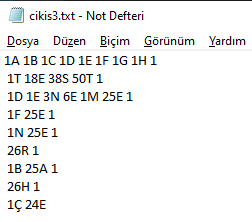 cikis3.txt - Not Defteri
Dosya Düzen Biçim Görünüm Yardım
1A 1B 1C 1D 1E 1F 1G 1H 1
1T 18E 38S 50T 1
1D 1E 3N 6E 1M 25E 1
1F 25E 1
1N 25E 1
26R 1
1B 25A 1
26H 1
1Ç 24E